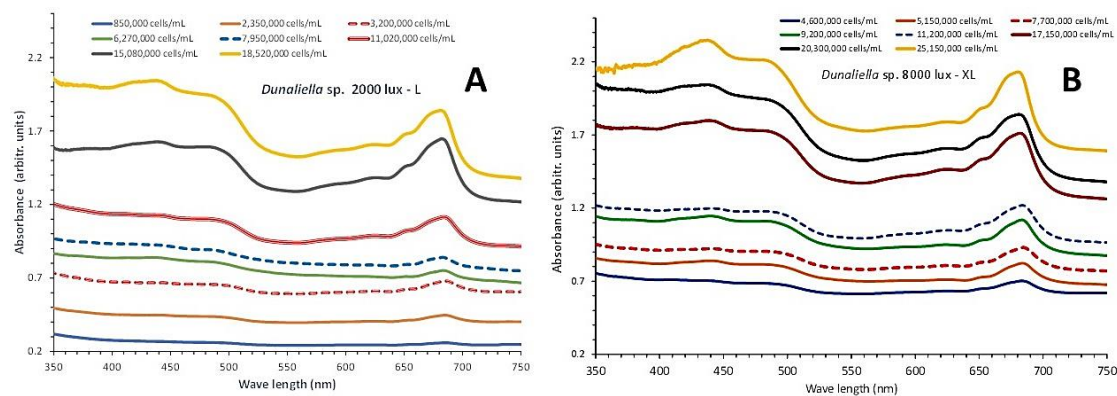 850,000 cells/mL 2,350,000 cells/mL 3,200,000 cells/mL
6,270,000 cells/mL 7,950,000 cells/mL 11,020,000 cells/mL
15,080,000 cells/mL 18,520,000 cells/mL
Dunaliella sp. 2000 lux - L
A
Absorbance (arbitr. units)
2.2
1.7
1.2
0.7
0.2
350 400 450 500 550 600 650 700 750
Wave length (nm)
4,600,000 cells/mL 5,150,000 cells/mL 7,700,000 cells/mL
9,200,000 cells/mL 11,200,000 cells/mL 17,150,000 cells/mL
20,300,000 cells/mL 25,150,000 cells/mL
Dunaliella sp. 8000 lux - XL
B
Absorbance (arbitr. units)
2.2
1.7
1.2
0.7
0.2
350 400 450 500 550 600 650 700 750
Wave length (nm)